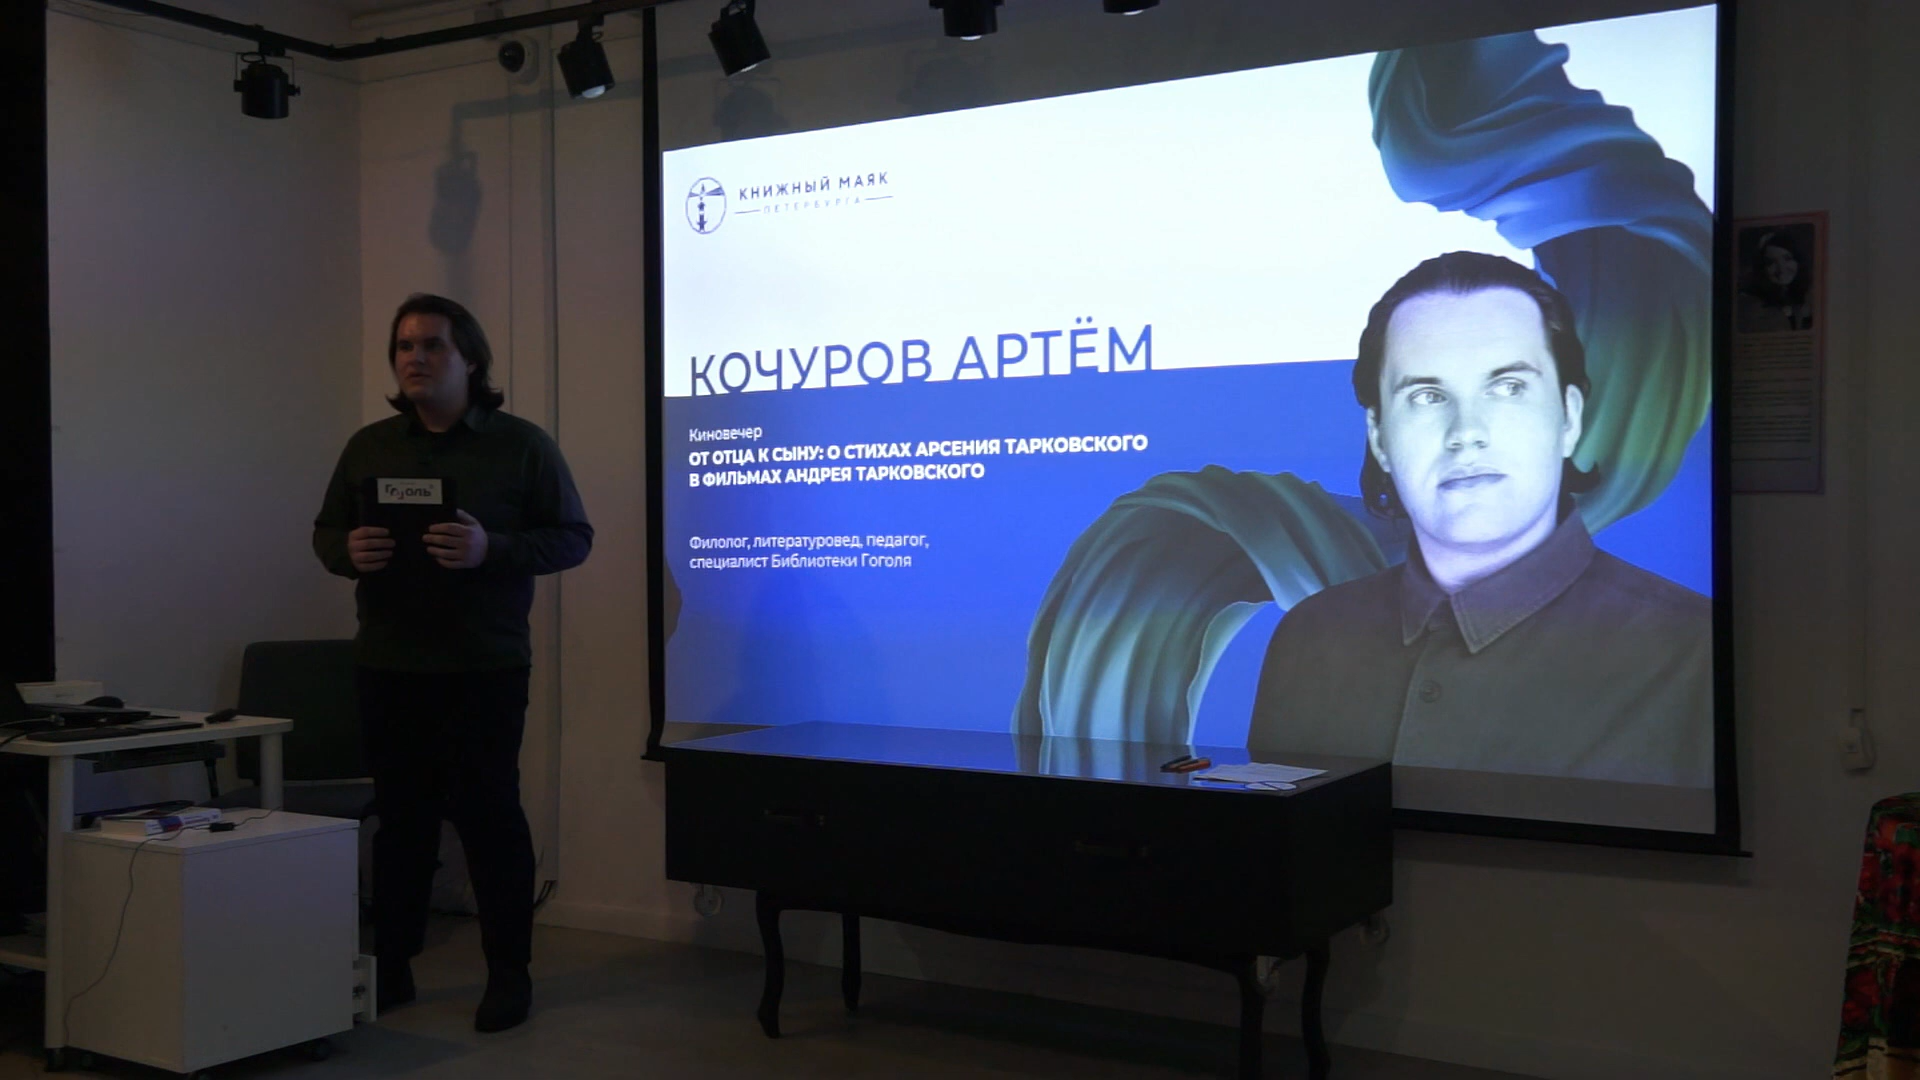 КНИЖНЫЙ МАЯК
ПЕТЕРБУРГА
КОЧУРОВ АРТЁМ
Киновечер
ОТ ОТЦА К СЫНУ: О СТИХАХ АРСЕНИЯ ТАРКОВСКОГО
В ФИЛЬМАХ АНДРЕЯ ТАРКОВСКОГО
Филолог, литературовед, педагог,
специалист Библиотеки Гоголя
Гоголь